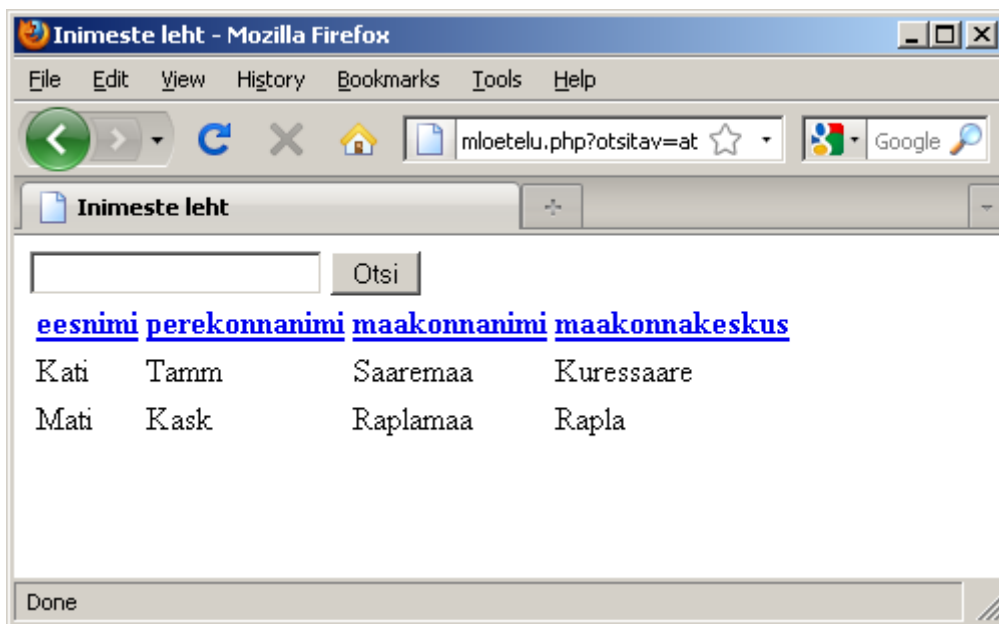 Inimeste leht - Mozilla Firefox
File Edit View History Bookmarks Tools Help
mloetelu.php?otsitav=at Google
Inimeste leht
Otsi
eesnimi perekonnanimi maakonnanimi maakonnakeskus
Kati Tamm Saaremaa Kuressaare
Mati Kask Raplamaa Rapla
Done